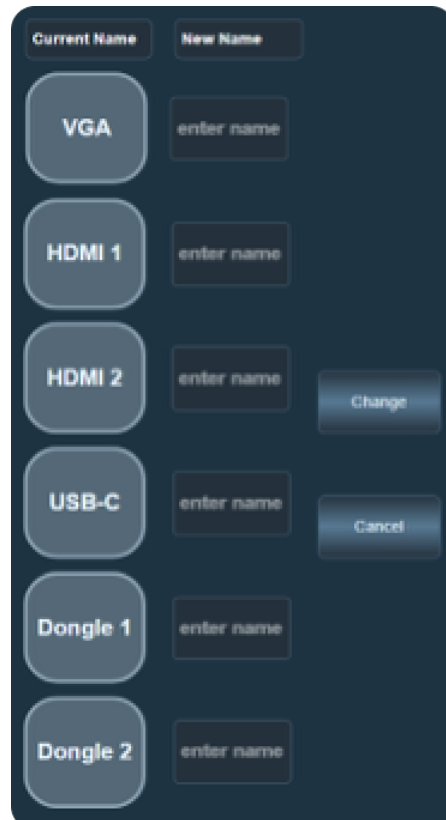 Current Name New Name
VGA enter name
HDMI 1 enter name
HDMI 2 enter name
Change
USB-C enter name
Cancel
Dongle 1 enter name
Dongle 2 enter name